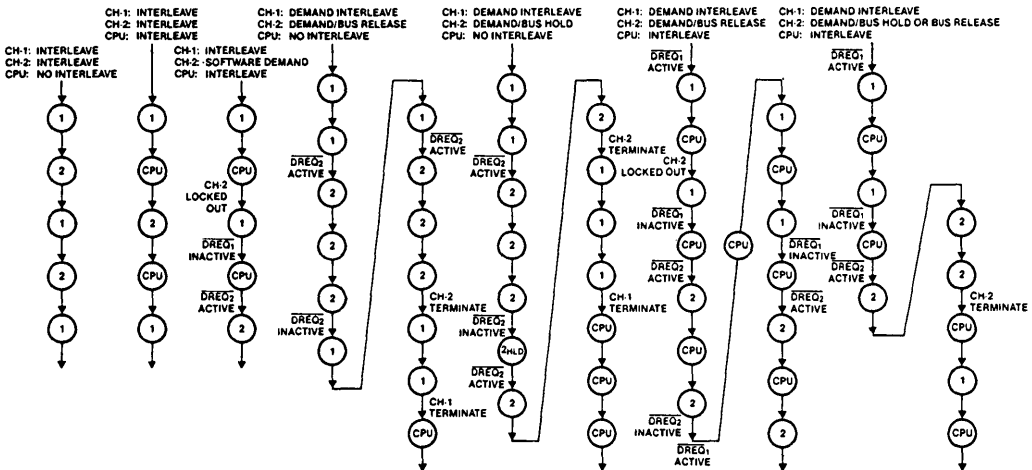 CH-1: INTERLEAVE
CH-2: INTERLEAVE
CPU: NO INTERLEAVE
1
2
1
2
1
CH-1: INTERLEAVE
CH-2: INTERLEAVE
CPU: INTERLEAVE
1
CPU
2
CPU
1
CH-1: INTERLEAVE
CH-2: SOFTWARE DEMAND
CPU: INTERLEAVE
1
CPU
CH-2
LOCKED
OUT
1
DREQ1
INACTIVE
CPU
DREQ2
ACTIVE
2
CH-1: DEMAND INTERLEAVE
CH-2: DEMAND/BUS RELEASE
CPU: NO INTERLEAVE
1
1
DREQ2
ACTIVE
2
2
2
DREQ2
INACTIVE
1
1
DREQ2
ACTIVE
2
2
2
CH-2
TERMINATE
1
1
CH-1
TERMINATE
CPU
CH-1: DEMAND INTERLEAVE
CH-2: DEMAND/BUS HOLD
CPU: NO INTERLEAVE
1
1
DREQ2
ACTIVE
2
2
2
DREQ2
INACTIVE
2HLD
DREQ2
ACTIVE
2
2
CH-2
TERMINATE
1
1
1
CH-1
TERMINATE
CPU
CPU
CPU
CH-1: DEMAND INTERLEAVE
CH-2: DEMAND/BUS RELEASE
CPU: INTERLEAVE
DREQ1
ACTIVE
1
CPU
CH-2
LOCKED OUT
1
DREQ1
INACTIVE
CPU
DREQ2
ACTIVE
2
CPU
2
DREQ2
INACTIVE
DREQ1
ACTIVE
CPU
1
CPU
1
DREQ1
INACTIVE
CPU
DREQ2
ACTIVE
2
CPU
2
CH-1: DEMAND INTERLEAVE
CH-2: DEMAND/BUS HOLD OR BUS RELEASE
CPU: INTERLEAVE
DREQ1
ACTIVE
1
CPU
1
DREQ1
INACTIVE
CPU
DREQ2
ACTIVE
2
2
2
CH-2
TERMINATE
CPU
1
CPU